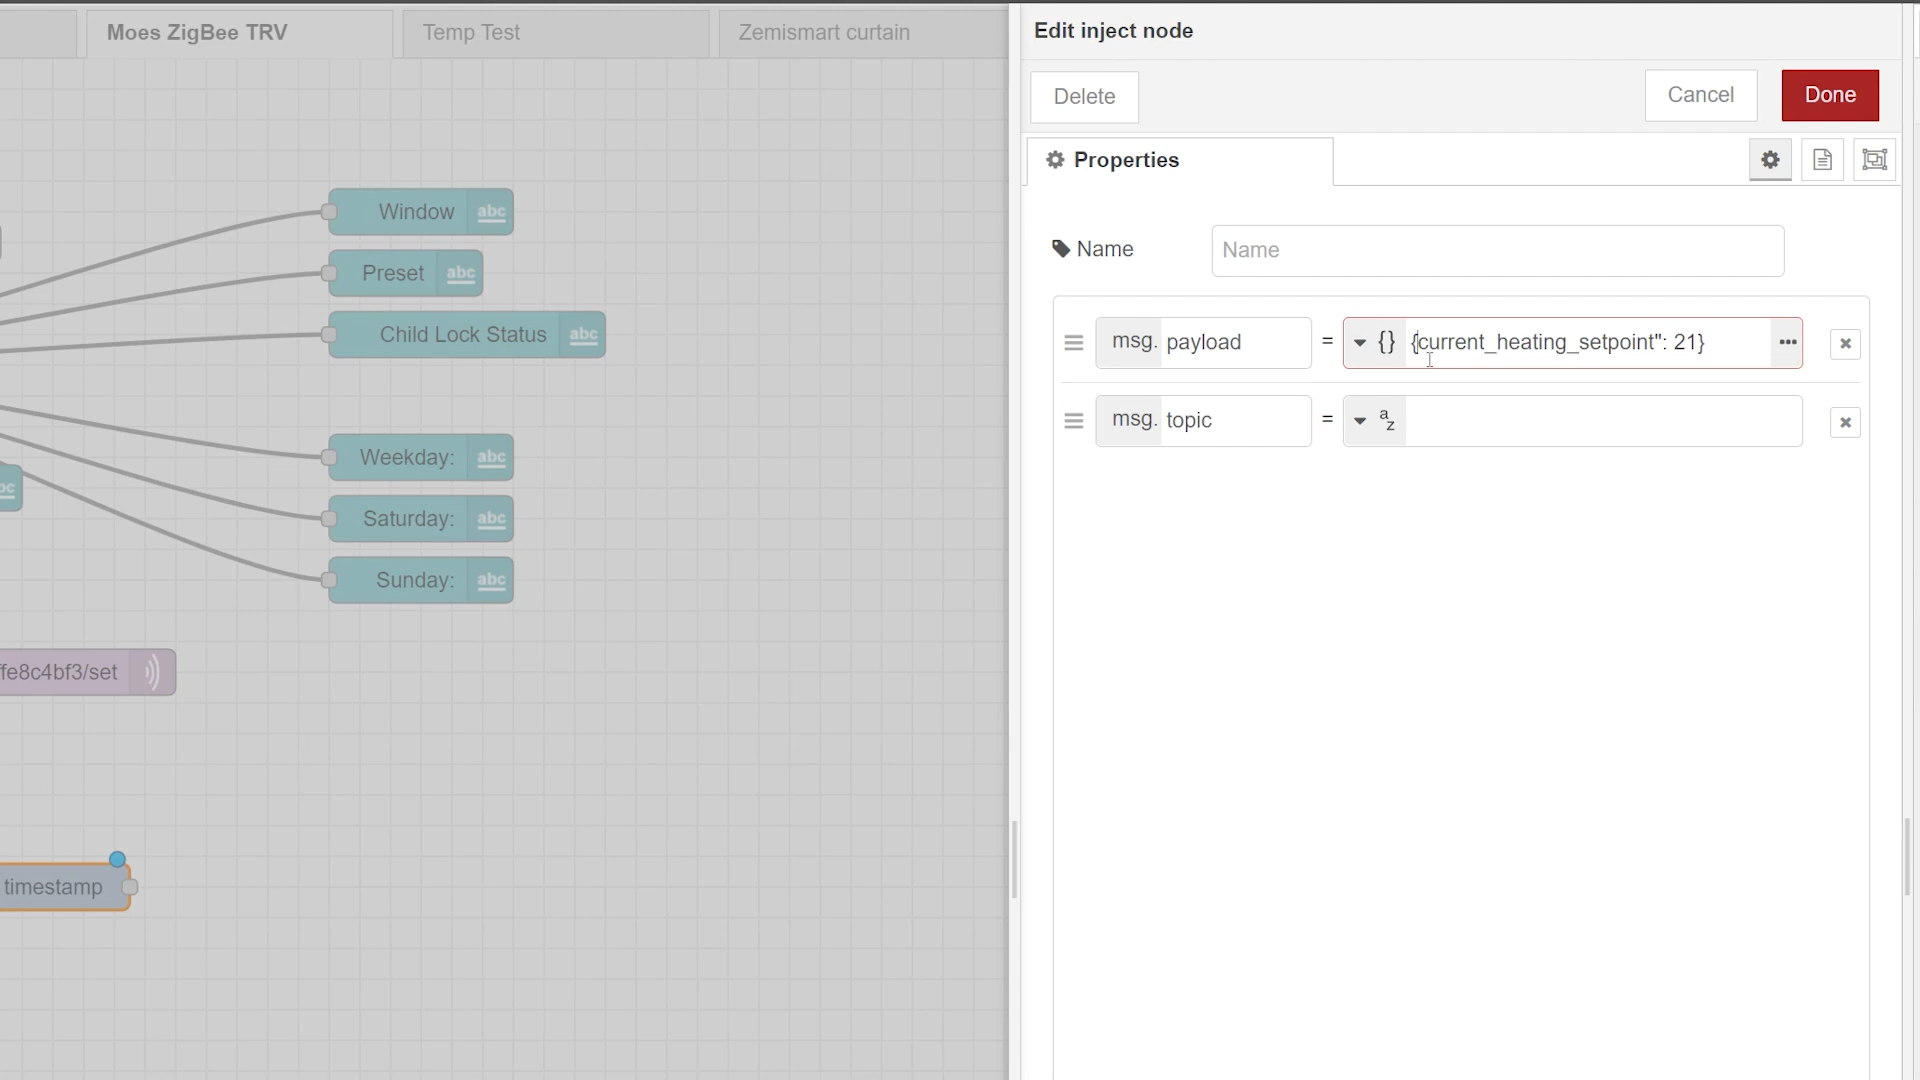 Moes ZigBee TRV
Temp Test
Zemismart curtain
Window abc
Preset abc
Child Lock Status abc
Weekday: abc
Saturday: abc
Sunday: abc
ffe8c4bf3/set
timestamp
Edit inject node
Delete
Cancel
Done
Properties
Name Name
msg. payload = {} {current_heating_setpoint": 21} •••
msg. topic = az